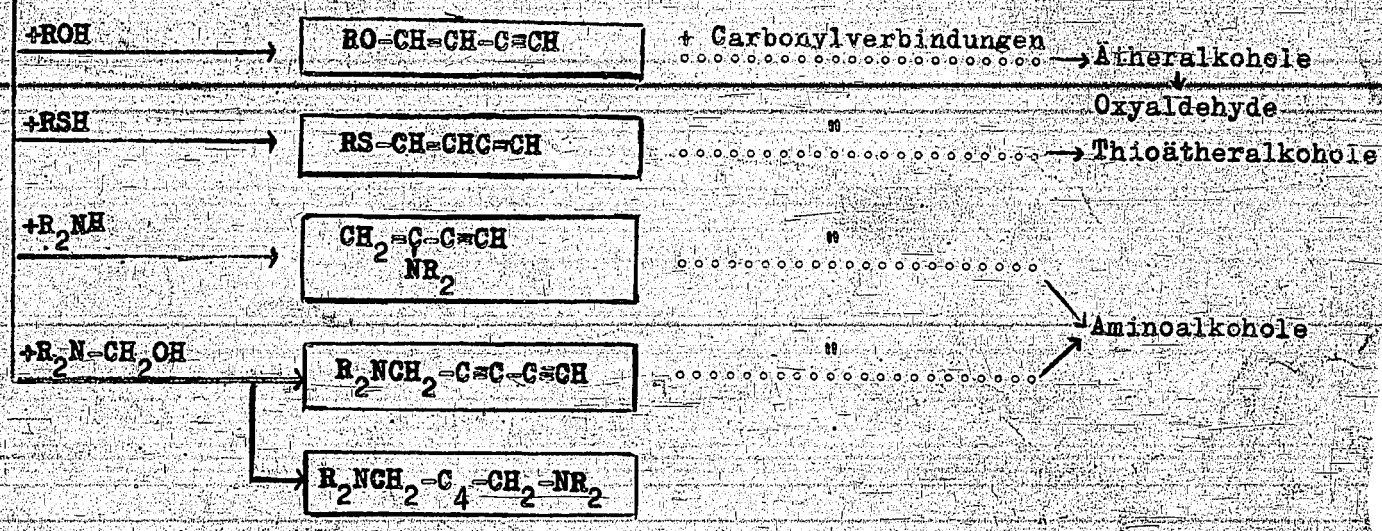 +ROH RO-CH=CH-C≡CH + Carbonylverbindungen Ätheralkohole
Oxyaldehyde
+RSH RS-CH=CHC≡CH " Thioätheralkohole
+R2NH CH2=C-C≡CH "
NR2
Aminoalkohole
+R2N-CH2OH R2NCH2-C≡C-C≡CH "
R2NCH2-C4-CH2-NR2